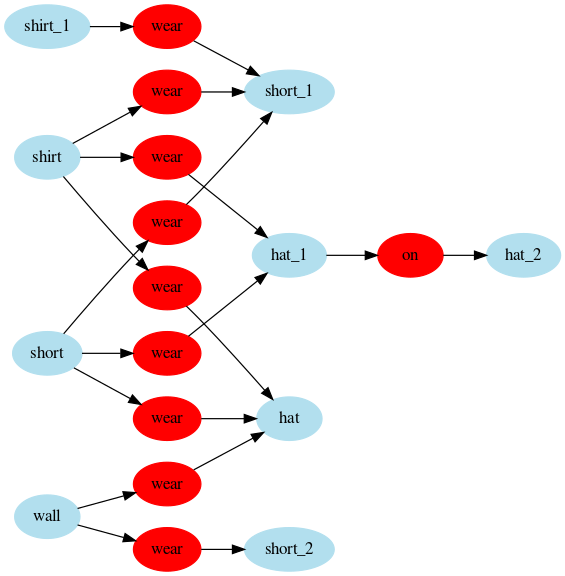 shirt_1 wear
wear short_1
shirt wear
wear
hat_1 on hat_2
wear
short wear
wear hat
wear
wall
wear short_2